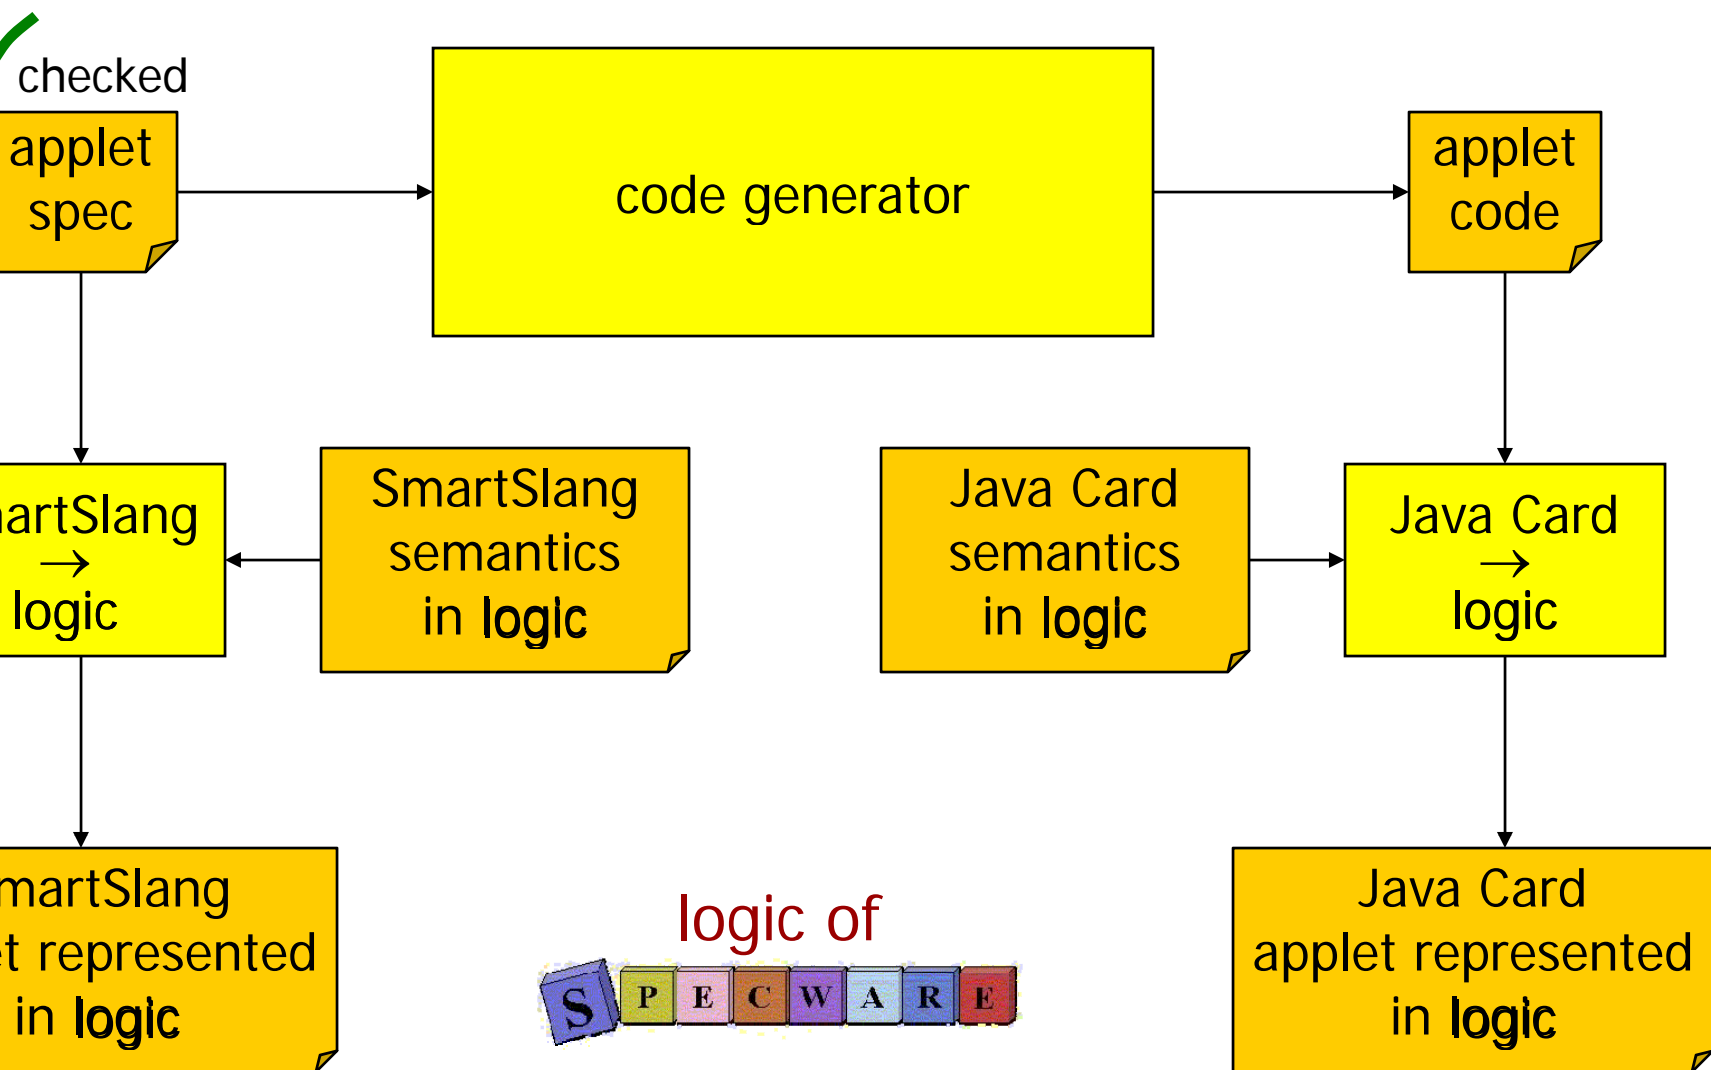 checked
applet
spec
code generator
applet
code
artSlang
→
logic
SmartSlang
semantics
in logic
Java Card
semantics
in logic
Java Card
→
logic
martSlang
t represented
in logic
logic of
SPECWARE
Java Card
applet represented
in logic